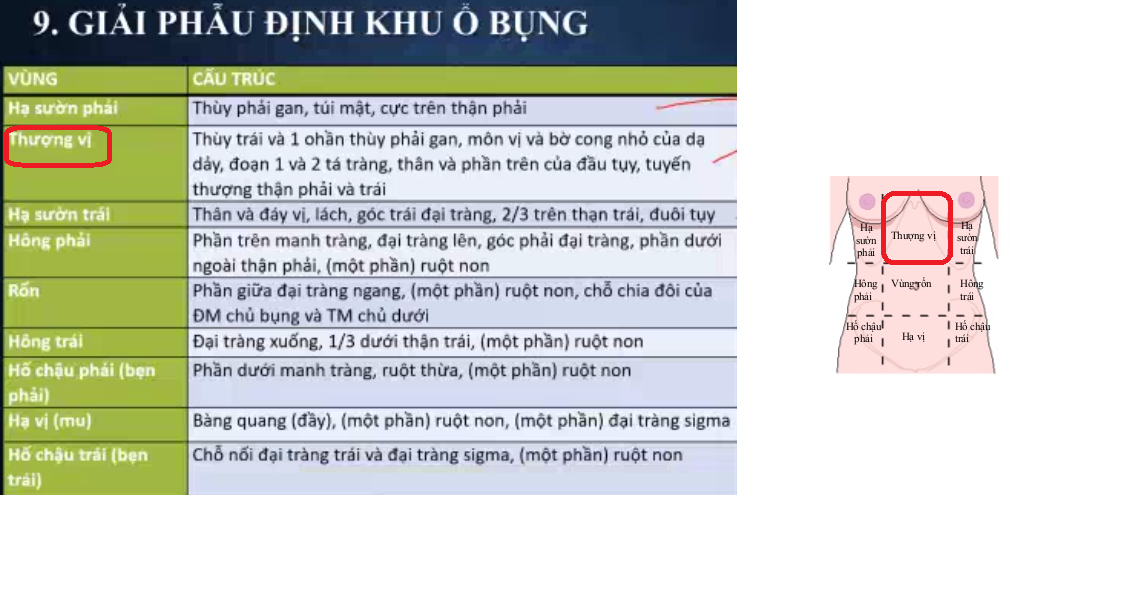 9. GIẢI PHẪU ĐỊNH KHU Ổ BỤNG
VÙNG CẤU TRÚC
Hạ sườn phải Thùy phải gan, túi mật, cực trên thận phải
Thượng vị Thùy trái và 1 ohần thùy phải gan, môn vị và bờ cong nhỏ của dạ
dảy, đoạn 1 và 2 tá tràng, thân và phần trên của đầu tụy, tuyến
thượng thận phải và trái
Hạ sườn trái Thân và đáy vị, lách, góc trái đại tràng, 2/3 trên thạn trái, đuôi tụy
Hông phải Phần trên manh tràng, đại tràng lên, góc phải đại tràng, phần dưới
ngoài thận phải, (một phần) ruột non
Rốn Phần giữa đại tràng ngang, (một phần) ruột non, chỗ chia đôi của
ĐM chủ bụng và TM chủ dưới
Hông trái Đại tràng xuống, 1/3 dưới thận trái, (một phần) ruột non
Hố chậu phải (bẹn Phần dưới manh tràng, ruột thừa, (một phần) ruột non
phải)
Hạ vị (mu) Bàng quang (đầy), (một phần) ruột non, (một phần) đại tràng sigma
Hố chậu trái (bẹn Chỗ nối đại tràng trái và đại tràng sigma, (một phần) ruột non
trái)
Hạ
sườn
phải
Thượng vị
Hạ
sườn
trái
Hông
phải
Vùng rốn
Hông
trái
Hố chậu
phải
Hạ vị
Hố chậu
trái